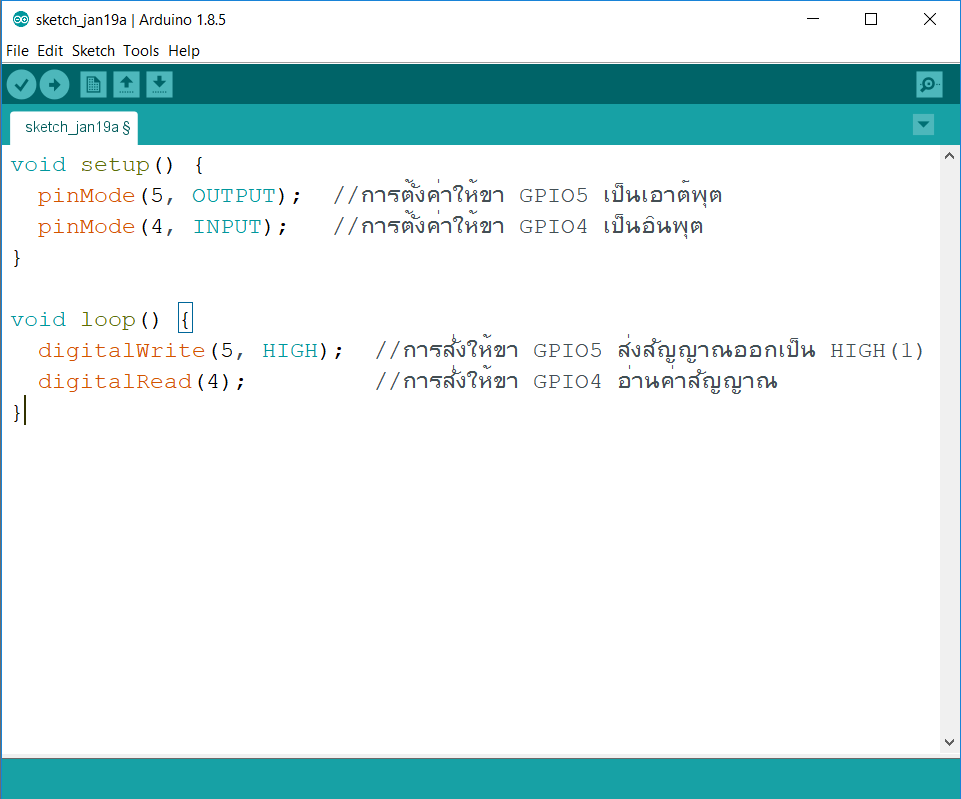 sketch_jan19a | Arduino 1.8.5
File Edit Sketch Tools Help
sketch_jan19a §
void setup() {
  pinMode(5, OUTPUT);  //การตั้งค่าให้ขา GPIO5 เป็นเอาต์พุต
  pinMode(4, INPUT);   //การตั้งค่าให้ขา GPIO4 เป็นอินพุต
}
void loop() {
  digitalWrite(5, HIGH);  //การสั่งให้ขา GPIO5 ส่งสัญญาณออกเป็น HIGH(1)
  digitalRead(4);         //การสั่งให้ขา GPIO4 อ่านค่าสัญญาณ
}